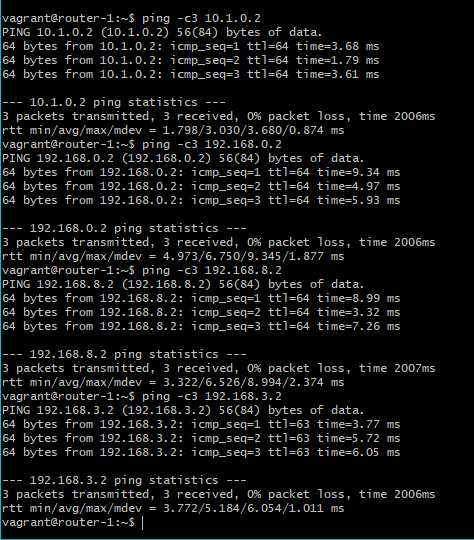 vagrant@router-1:~$ ping -c3 10.1.0.2
PING 10.1.0.2 (10.1.0.2) 56(84) bytes of data.
64 bytes from 10.1.0.2: icmp_seq=1 ttl=64 time=3.68 ms
64 bytes from 10.1.0.2: icmp_seq=2 ttl=64 time=1.79 ms
64 bytes from 10.1.0.2: icmp_seq=3 ttl=64 time=3.61 ms

--- 10.1.0.2 ping statistics ---
3 packets transmitted, 3 received, 0% packet loss, time 2006ms
rtt min/avg/max/mdev = 1.798/3.030/3.680/0.874 ms
vagrant@router-1:~$ ping -c3 192.168.0.2
PING 192.168.0.2 (192.168.0.2) 56(84) bytes of data.
64 bytes from 192.168.0.2: icmp_seq=1 ttl=64 time=9.34 ms
64 bytes from 192.168.0.2: icmp_seq=2 ttl=64 time=4.97 ms
64 bytes from 192.168.0.2: icmp_seq=3 ttl=64 time=5.93 ms

--- 192.168.0.2 ping statistics ---
3 packets transmitted, 3 received, 0% packet loss, time 2006ms
rtt min/avg/max/mdev = 4.973/6.750/9.345/1.877 ms
vagrant@router-1:~$ ping -c3 192.168.8.2
PING 192.168.8.2 (192.168.8.2) 56(84) bytes of data.
64 bytes from 192.168.8.2: icmp_seq=1 ttl=64 time=8.99 ms
64 bytes from 192.168.8.2: icmp_seq=2 ttl=64 time=3.32 ms
64 bytes from 192.168.8.2: icmp_seq=3 ttl=64 time=7.26 ms

--- 192.168.8.2 ping statistics ---
3 packets transmitted, 3 received, 0% packet loss, time 2007ms
rtt min/avg/max/mdev = 3.322/6.526/8.994/2.374 ms
vagrant@router-1:~$ ping -c3 192.168.3.2
PING 192.168.3.2 (192.168.3.2) 56(84) bytes of data.
64 bytes from 192.168.3.2: icmp_seq=1 ttl=63 time=3.77 ms
64 bytes from 192.168.3.2: icmp_seq=2 ttl=63 time=5.72 ms
64 bytes from 192.168.3.2: icmp_seq=3 ttl=63 time=6.05 ms

--- 192.168.3.2 ping statistics ---
3 packets transmitted, 3 received, 0% packet loss, time 2006ms
rtt min/avg/max/mdev = 3.772/5.184/6.054/1.011 ms
vagrant@router-1:~$